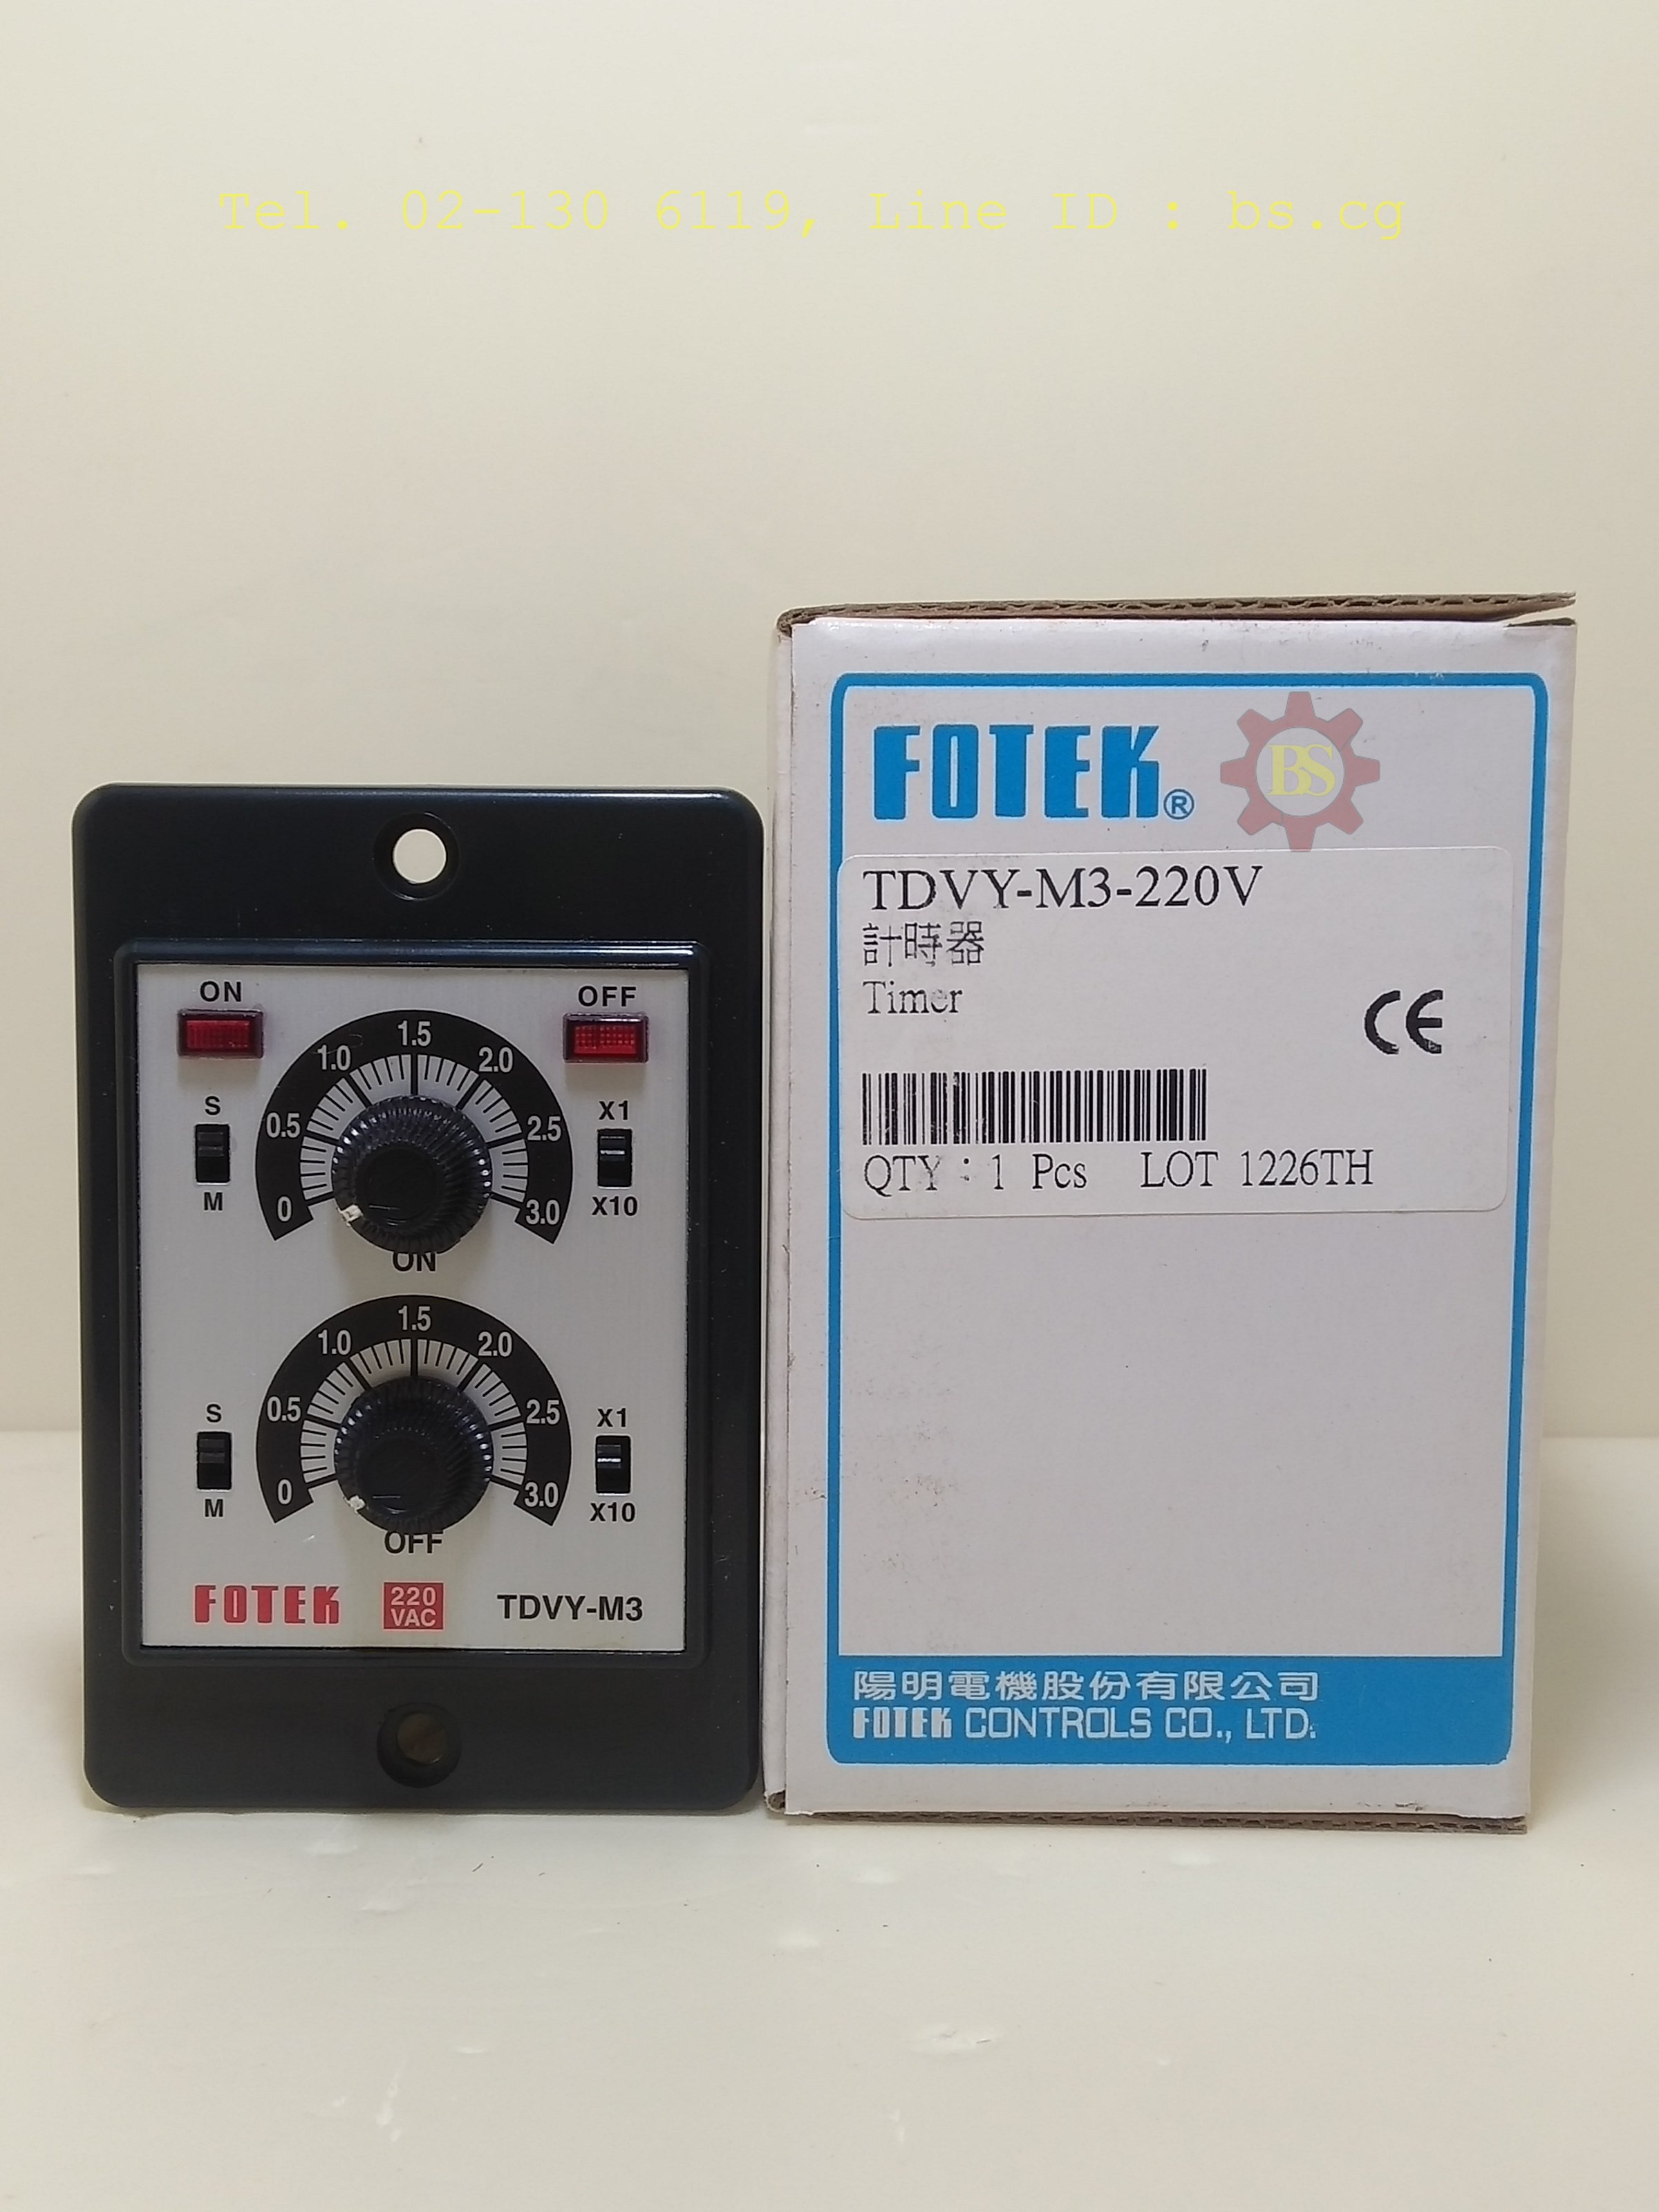 Tel. 02-130 6119, Line ID : bs.cg
FOTEK®
BS
TDVY-M3-220V
計時器
Timer
CE
QTY : 1 Pcs LOT 1226TH
陽明電機股份有限公司
FOTEK CONTROLS CO., LTD.
ON OFF
0 0.5 1.0 1.5 2.0 2.5 3.0
S X1
M X10
ON
0 0.5 1.0 1.5 2.0 2.5 3.0
S X1
M X10
OFF
FOTEK 220 VAC TDVY-M3